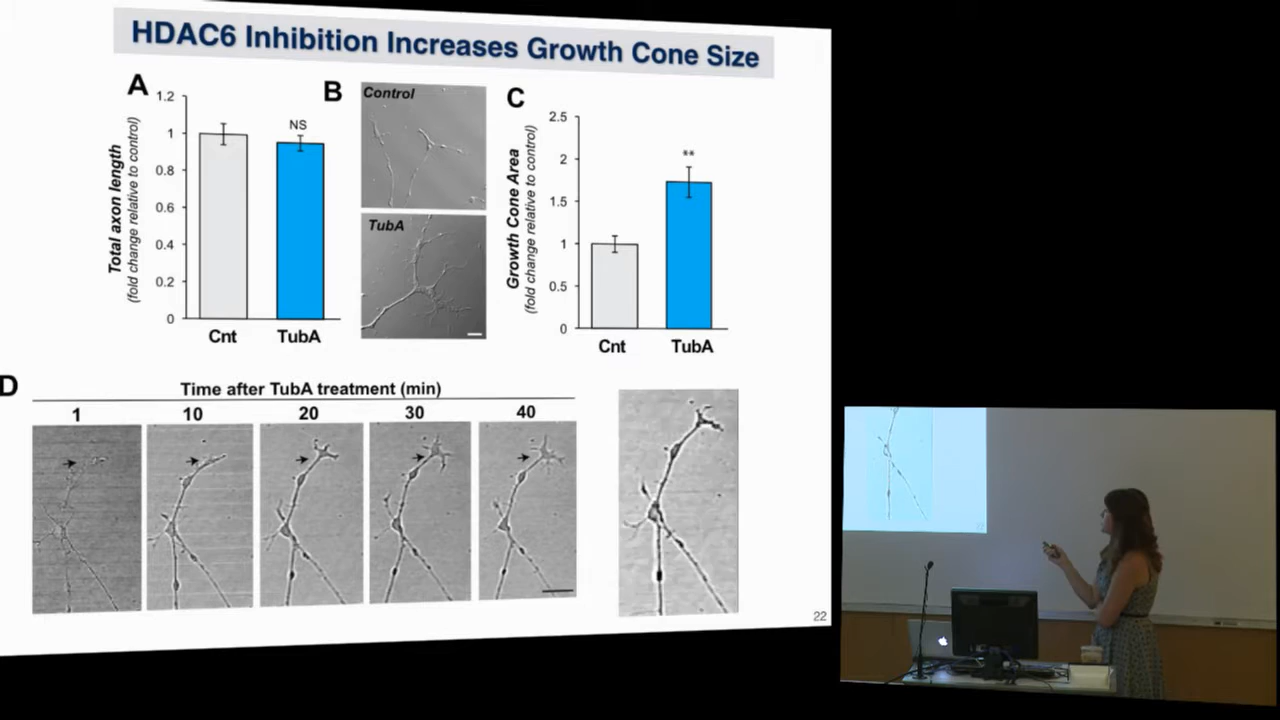 HDAC6 Inhibition Increases Growth Cone Size
A
Total axon length
(fold change relative to control)
1.2
1
0.8
0.6
0.4
0.2
0
NS
Cnt
TubA
B
Control
TubA
C
Growth Cone Area
(fold change relative to control)
2.5
2
1.5
1
0.5
0
**
Cnt
TubA
D
Time after TubA treatment (min)
1
10
20
30
40
22